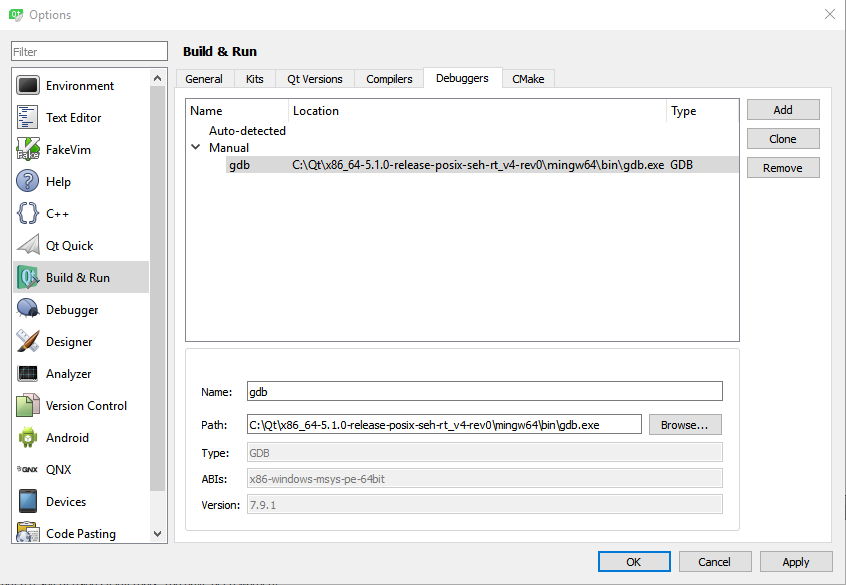 Options
Filter
Environment
Text Editor
FakeVim
Help
C++
Qt Quick
Build & Run
Debugger
Designer
Analyzer
Version Control
Android
QNX
Devices
Code Pasting
Build & Run
General Kits Qt Versions Compilers Debuggers CMake
Name Location Type
Auto-detected
Manual
gdb C:\Qt\x86_64-5.1.0-release-posix-seh-rt_v4-rev0\mingw64\bin\gdb.exe GDB
Add
Clone
Remove
Name: gdb
Path: C:\Qt\x86_64-5.1.0-release-posix-seh-rt_v4-rev0\mingw64\bin\gdb.exe Browse...
Type: GDB
ABIs: x86-windows-msys-pe-64bit
Version: 7.9.1
OK Cancel Apply